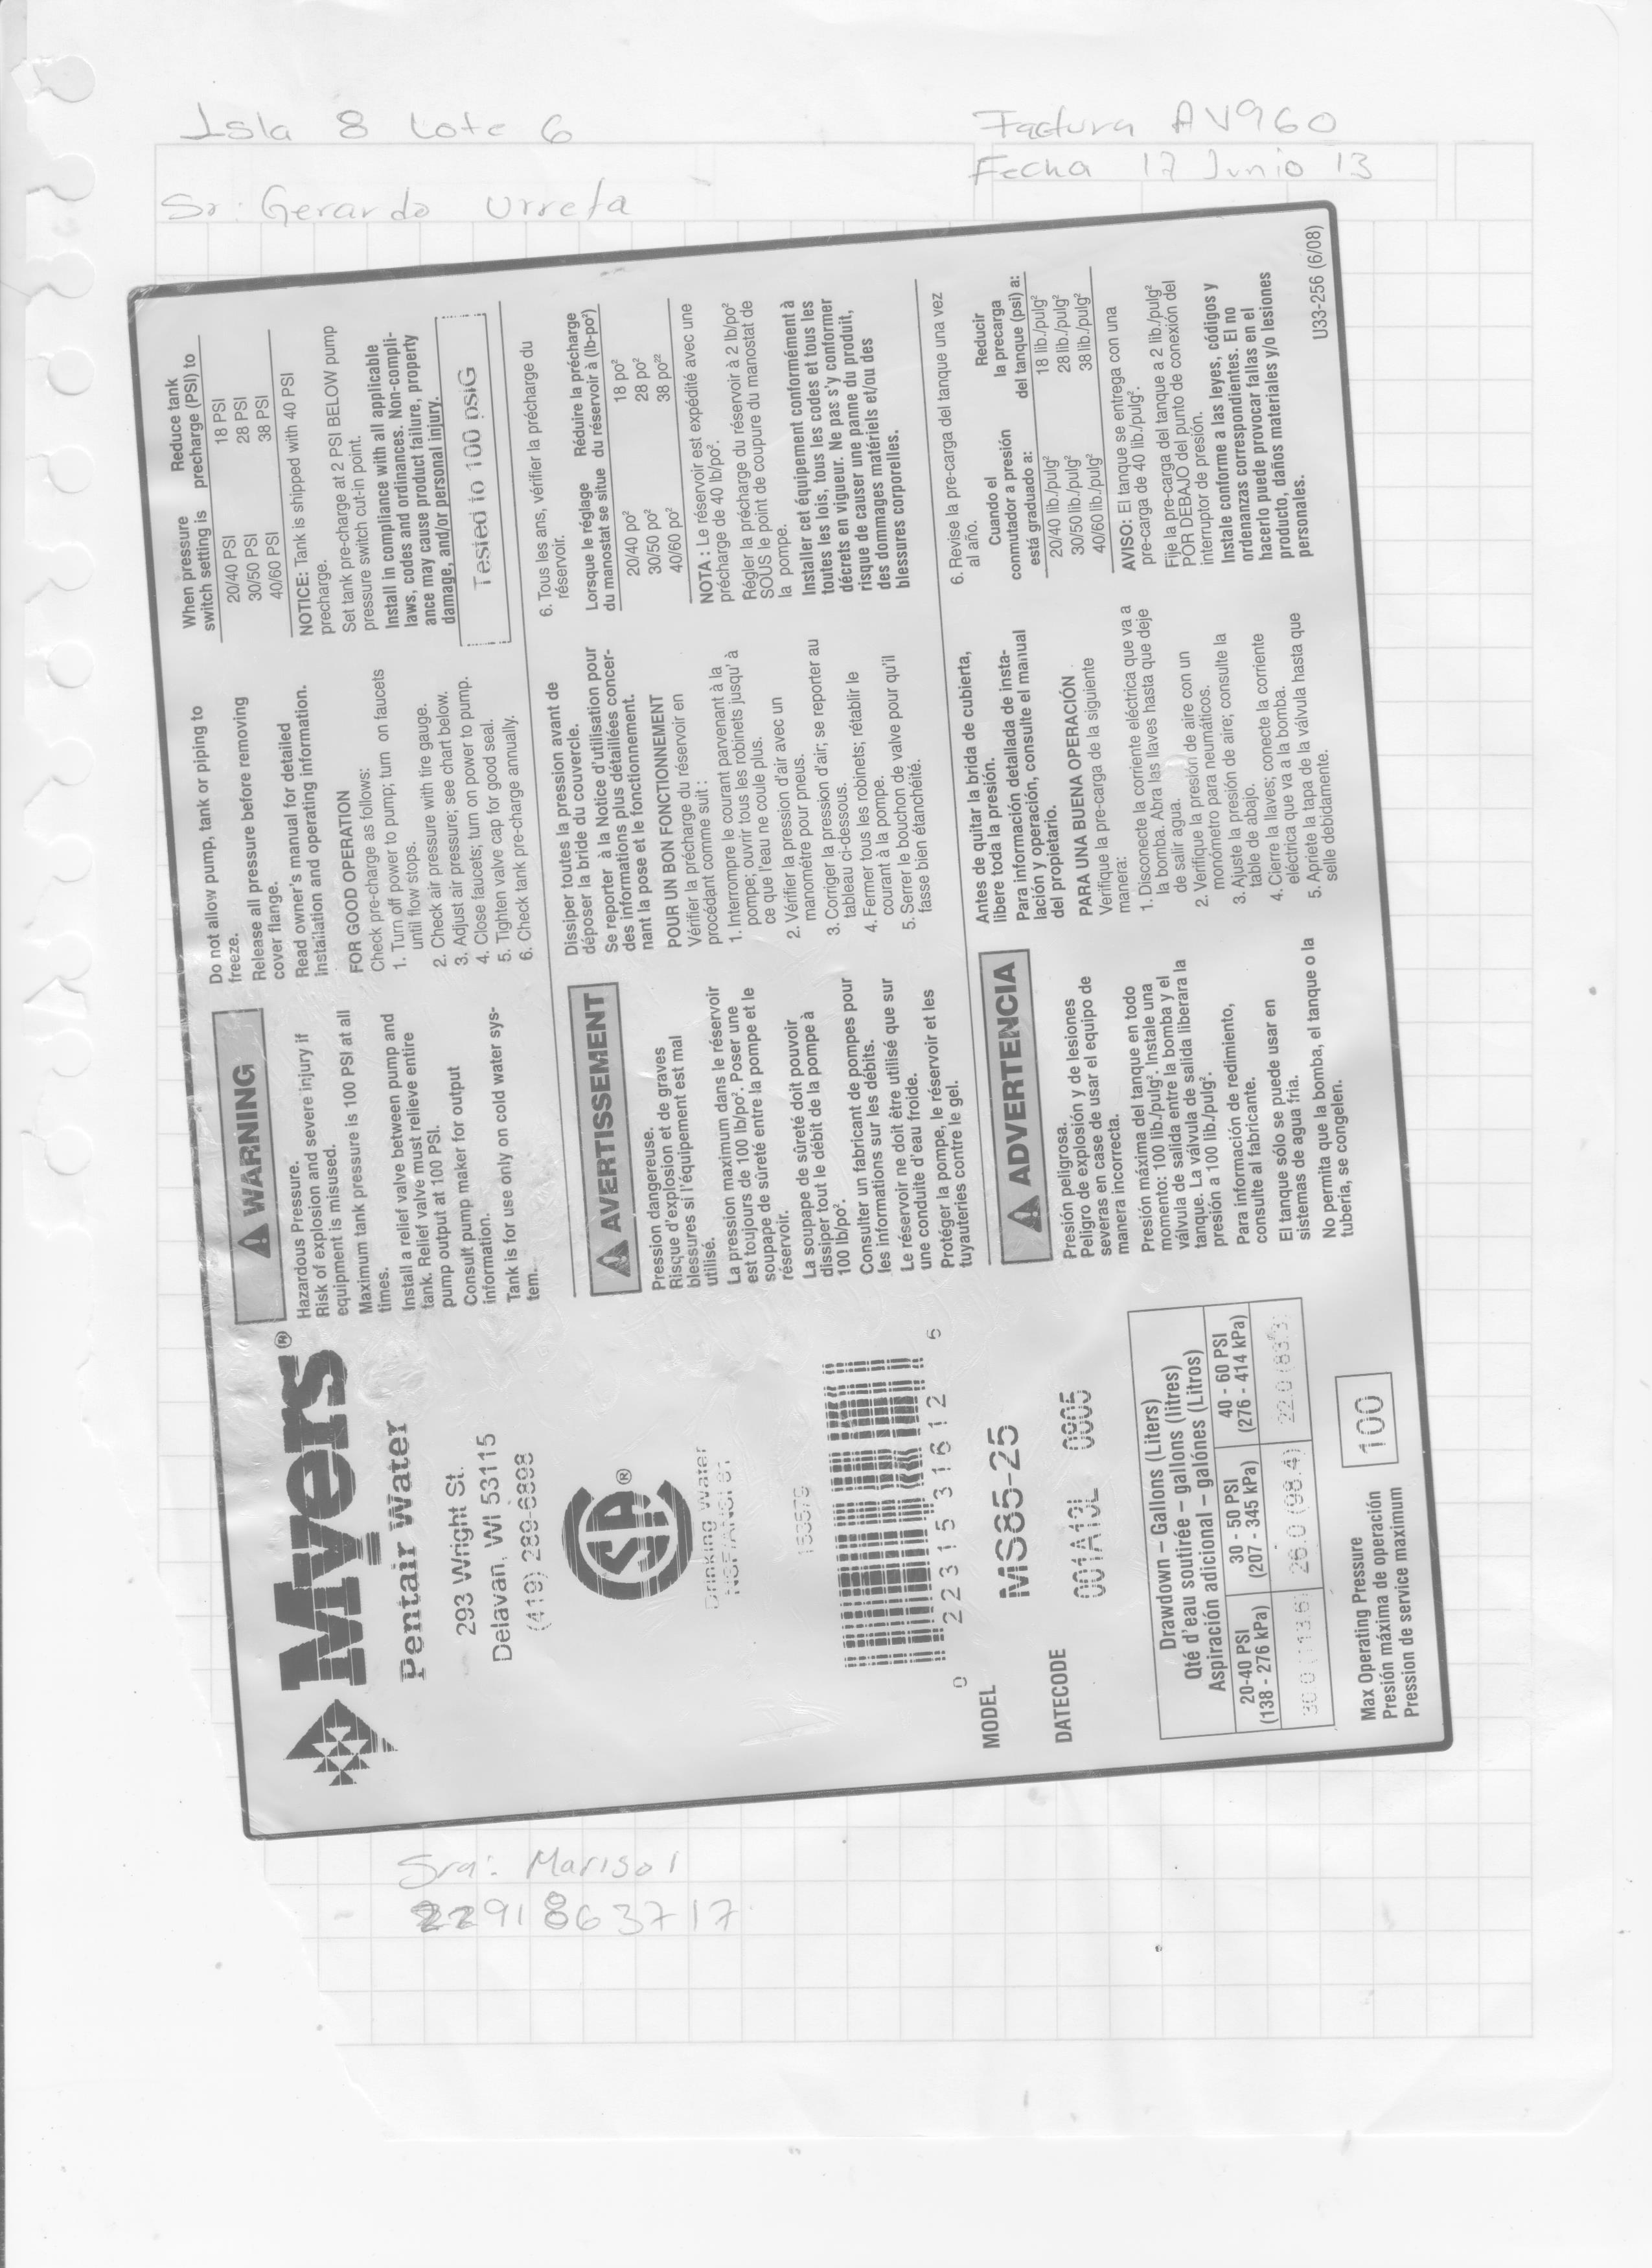 Isla 8 Lote 6
Factura AV960
Fecha 17 Junio 13
Sr: Gerardo Urreta
Myers®
Pentair Water
293 Wright St.
Delavan, WI 53115
(419) 289-6898
SA®
Drinking Water
NSF/ANSI 61
0 22315 31612 6
MODEL MS85-25
DATECODE 001A13L 0005
Drawdown – Gallons (Liters)
Qté d'eau soutirée – gallons (litres)
Aspiración adicional – galónes (Litros)
20-40 PSI 30 - 50 PSI 40 - 60 PSI
(138 - 276 kPa) (207 - 345 kPa) (276 - 414 kPa)
30.0 (113.6) 26.0 (98.4) 22.0 (83.3)
Max Operating Pressure
Presión máxima de operación
Pression de service maximum
100
WARNING
Hazardous Pressure.
Risk of explosion and severe injury if
equipment is misused.
Maximum tank pressure is 100 PSI at all
times.
Install a relief valve between pump and
tank. Relief valve must relieve entire
pump output at 100 PSI.
Consult pump maker for output
information.
Tank is for use only on cold water sys-
tem.
Do not allow pump, tank or piping to
freeze.
Release all pressure before removing
cover flange.
Read owner's manual for detailed
installation and operating information.
FOR GOOD OPERATION
Check pre-charge as follows:
1. Turn off power to pump; turn on faucets
until flow stops.
2. Check air pressure with tire gauge.
3. Adjust air pressure; see chart below.
4. Close faucets; turn on power to pump.
5. Tighten valve cap for good seal.
6. Check tank pre-charge annually.
When pressure Reduce tank
switch setting is precharge (PSI) to
20/40 PSI 18 PSI
30/50 PSI 28 PSI
40/60 PSI 38 PSI
NOTICE: Tank is shipped with 40 PSI
precharge.
Set tank pre-charge at 2 PSI BELOW pump
pressure switch cut-in point.
Install in compliance with all applicable
laws, codes and ordinances. Non-compli-
ance may cause product failure, property
damage, and/or personal injury.
Tested to 100 psiG
AVERTISSEMENT
Pression dangereuse.
Risque d'explosion et de graves
blessures si l'équipement est mal
utilisé.
La pression maximum dans le réservoir
est toujours de 100 lb/po². Poser une
soupape de sûreté entre la pompe et le
réservoir.
La soupape de sûreté doit pouvoir
dissiper tout le débit de la pompe à
100 lb/po².
Consulter un fabricant de pompes pour
les informations sur les débits.
Le réservoir ne doit être utilisé que sur
une conduite d'eau froide.
Protéger la pompe, le réservoir et les
tuyauteries contre le gel.
Dissiper toutes la pression avant de
déposer la bride du couvercle.
Se reporter à la Notice d'utilisation pour
des informations plus détaillées concer-
nant la pose et le fonctionnement.
POUR UN BON FONCTIONNEMENT
Vérifier la précharge du réservoir en
procédant comme suit :
1. Interrompre le courant parvenant à la
pompe; ouvrir tous les robinets jusqu'à
ce que l'eau ne coule plus.
2. Vérifier la pression d'air avec un
manomètre pour pneus.
3. Corriger la pression d'air; se reporter au
tableau ci-dessous.
4. Fermer tous les robinets; rétablir le
courant à la pompe.
5. Serrer le bouchon de valve pour qu'il
fasse bien étanchéité.
6. Tous les ans, vérifier la précharge du
réservoir.
Lorsque le réglage Réduire la précharge
du manostat se situe du réservoir à (lb-po²)
20/40 po² 18 po²
30/50 po² 28 po²
40/60 po² 38 po²²
NOTA : Le réservoir est expédité avec une
précharge de 40 lb/po².
Régler la précharge du réservoir à 2 lb/po²
SOUS le point de coupure du manostat de
la pompe.
Installer cet équipement conformément à
toutes les lois, tous les codes et tous les
décrets en vigueur. Ne pas s'y conformer
risque de causer une panne du produit,
des dommages matériels et/ou des
blessures corporelles.
ADVERTENCIA
Presión peligrosa.
Peligro de explosión y de lesiones
severas en case de usar el equipo de
manera incorrecta.
Presión máxima del tanque en todo
momento: 100 lib./pulg². Instale una
válvula de salida entre la bomba y el
tanque. La válvula de salida liberara la
presión a 100 lib./pulg².
Para información de redimiento,
consulte al fabricante.
El tanque sólo se puede usar en
sistemas de agua fria.
No permita que la bomba, el tanque o la
tubería, se congelen.
Antes de quitar la brida de cubierta,
libere toda la presión.
Para información detallada de insta-
lación y operación, consulte el manual
del propietario.
PARA UNA BUENA OPERACIÓN
Verifique la pre-carga de la siguiente
manera:
1. Disconecte la corriente eléctrica que va a
la bomba. Abra las llaves hasta que deje
de salir agua.
2. Verifique la presión de aire con un
monómetro para neumáticos.
3. Ajuste la presión de aire; consulte la
table de abajo.
4. Cierre la llaves; conecte la corriente
eléctrica que va a la bomba.
5. Apriete la tapa de la válvula hasta que
selle debidamente.
6. Revise la pre-carga del tanque una vez
al año.
Cuando el Reducir
conmutador a presión la precarga
está graduado a: del tanque (psi) a:
20/40 lib./pulg² 18 lib./pulg²
30/50 lib./pulg² 28 lib./pulg²
40/60 lib./pulg² 38 lib./pulg²
AVISO: El tanque se entrega con una
pre-carga de 40 lib./pulg².
Fije la pre-carga del tanque a 2 lib./pulg²
POR DEBAJO del punto de conexión del
interruptor de presión.
Instale conforme a las leyes, códigos y
ordenanzas correspondientes. El no
hacerlo puede provocar fallas en el
producto, daños materiales y/o lesiones
personales.
U33-256 (6/08)
Sra: Marisol
2291863717